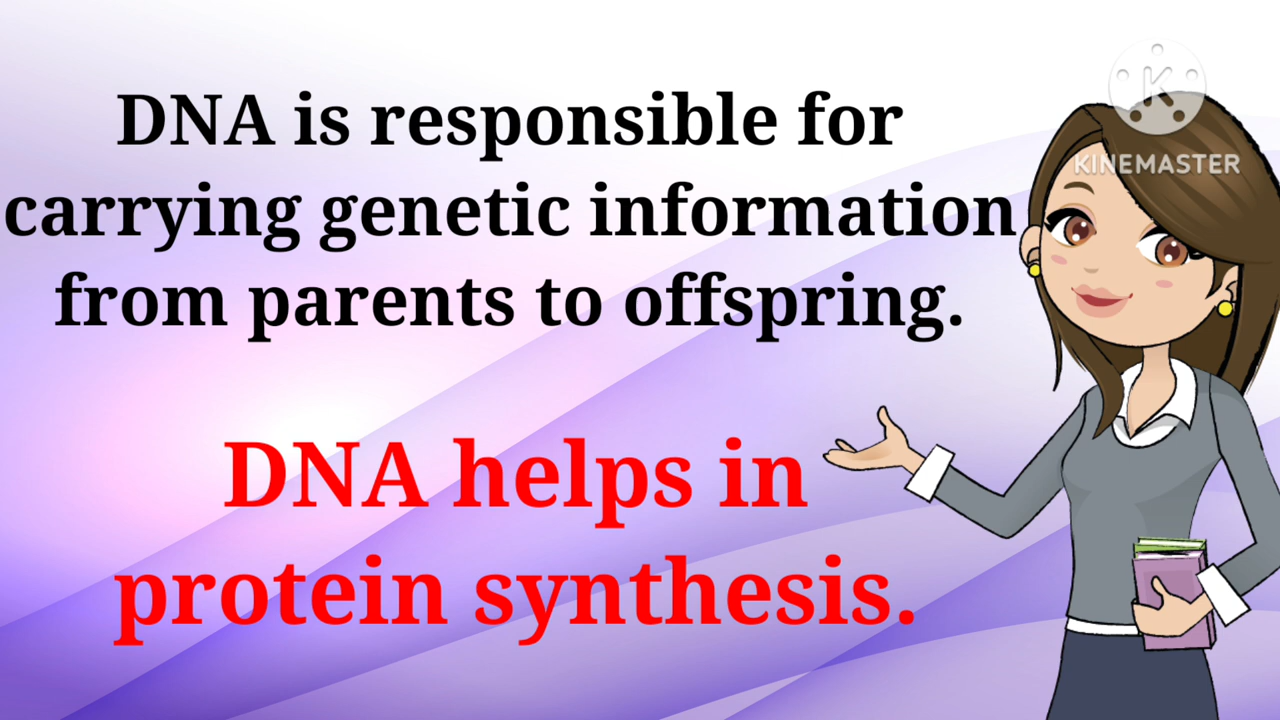 K
KINEMASTER
DNA is responsible for
carrying genetic information
from parents to offspring.
DNA helps in
protein synthesis.